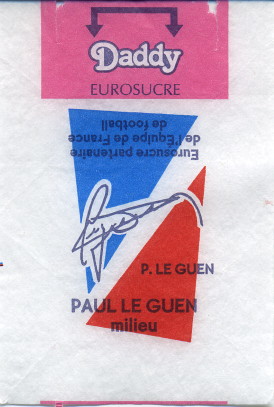 Daddy
EUROSUCRE
Eurosucre partenaire
de l'Equipe de France
de football
P. LE GUEN
PAUL LE GUEN
milieu